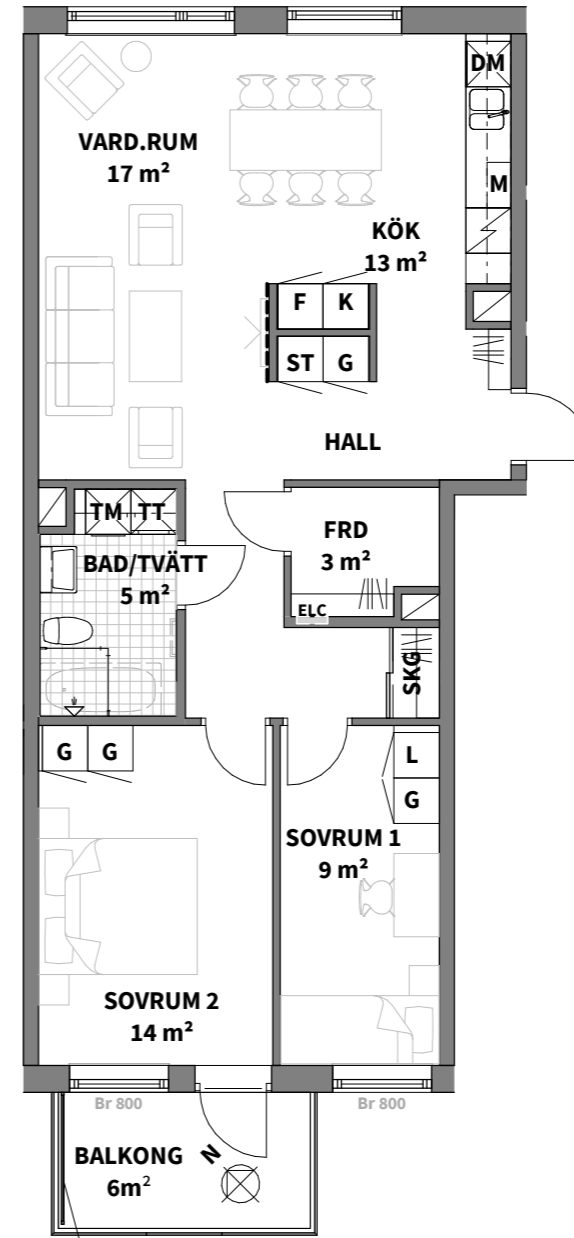 DM
VARD.RUM
17 m²
M
KÖK
13 m²
F K
ST G
HALL
TM TT
FRD
3 m²
BAD/TVÄTT
5 m²
ELC
SKG
G G
L
G
SOVRUM 1
9 m²
SOVRUM 2
14 m²
Br 800
Br 800
BALKONG
6m²
N